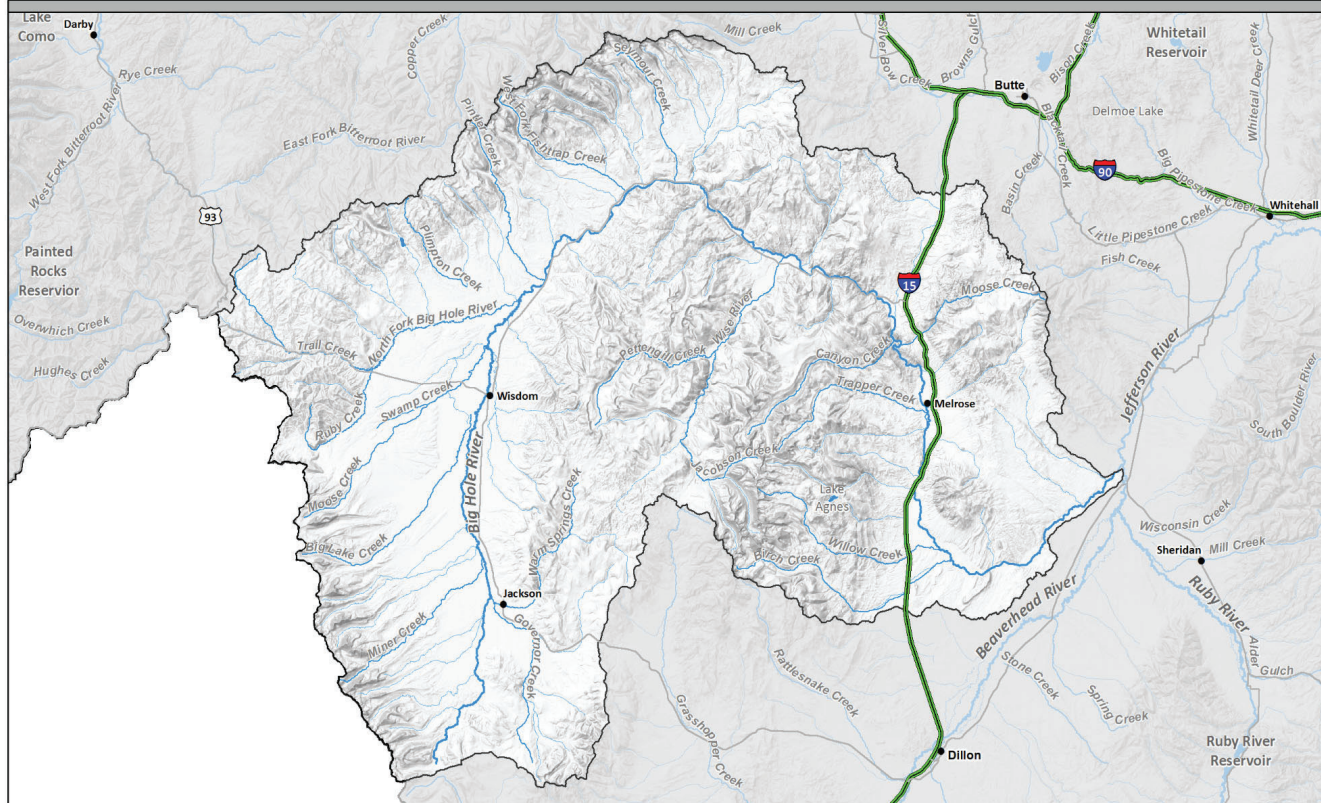 Lake
Como
Darby
Rye Creek
Copper Creek
Mill Creek
Silver Bow Creek
Browns Gulch
Bison Creek
Whitetail
Reservoir
Whitetail Deer Creek
Butte
Blacktail Creek
Delmoe Lake
Seymour Creek
West Fork Fishtap Creek
Pintler Creek
East Fork Bitterroot River
West Fork Bitterroot River
Basin Creek
90
Big Pipestone Creek
Whitehall
Little Pipestone Creek
93
Painted
Rocks
Reservior
Plimpton Creek
Fish Creek
15
Moose Creek
Overwhich Creek
North Fork Big Hole River
Wise River
Trail Creek
Pettengill Creek
Canyon Creek
Hughes Creek
Jefferson River
South Boulder River
Swamp Creek
Wisdom
Trapper Creek
Melrose
Ruby Creek
Big Hole River
Jacobson Creek
Moose Creek
Lake
Agnes
Warm Springs Creek
Wisconsin Creek
Big Lake Creek
Willow Creek
Birch Creek
Sheridan
Mill Creek
Jackson
Ruby River
Governor Creek
Miner Creek
Beaverhead River
Alder
Gulch
Stone Creek
Rattlesnake Creek
Spring
Creek
Grasshopper Creek
Dillon
Ruby River
Reservoir